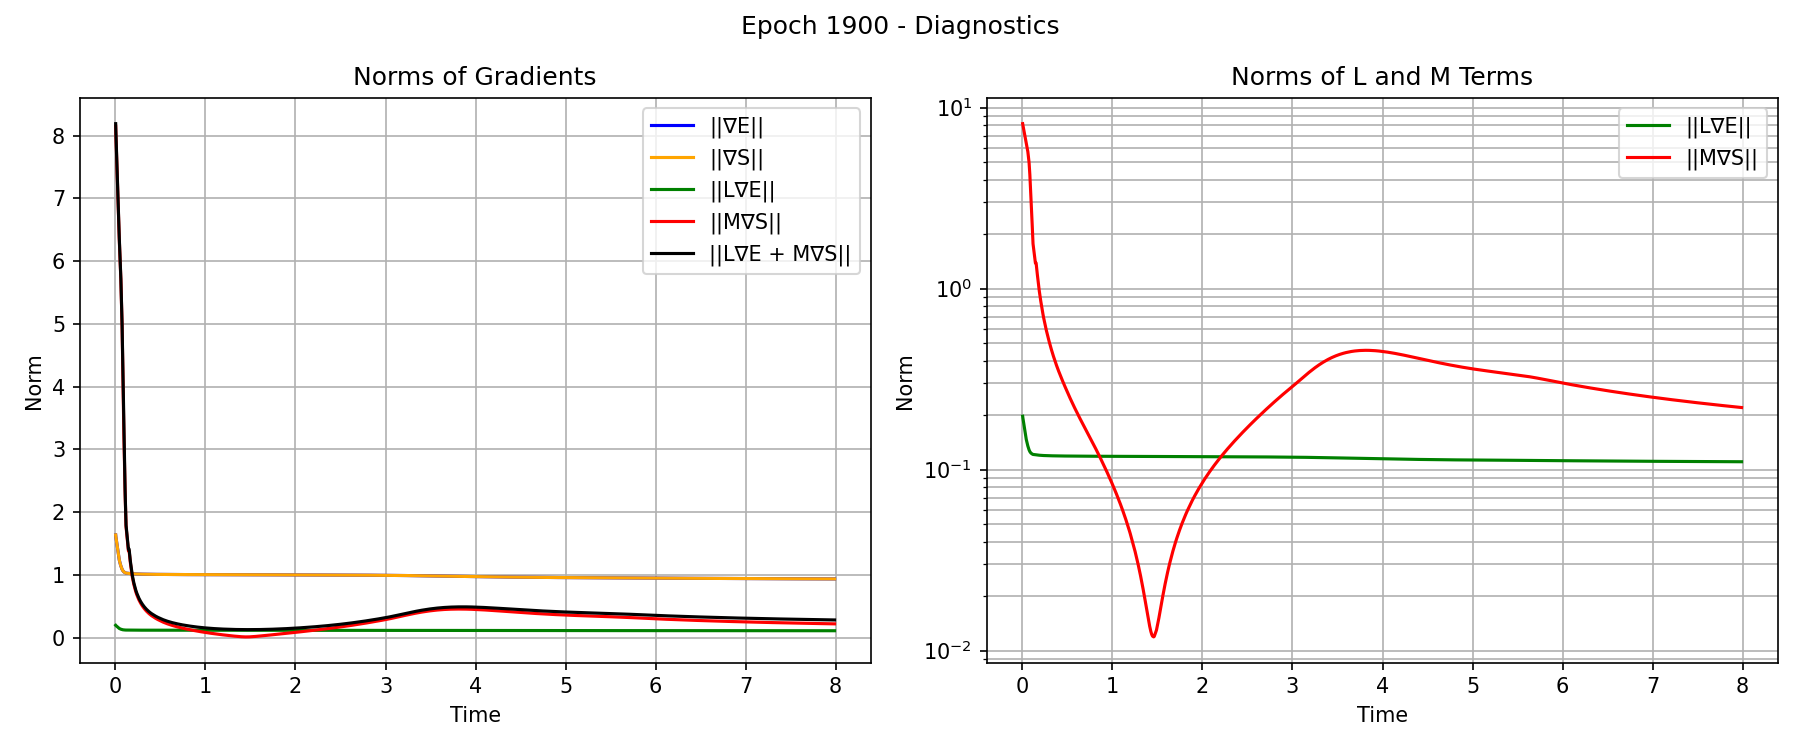 Epoch 1900 - Diagnostics
Norms of Gradients
Norm
8
7
6
5
4
3
2
1
0
||∇E||
||∇S||
||L∇E||
||M∇S||
||L∇E + M∇S||
0 1 2 3 4 5 6 7 8
Time
Norms of L and M Terms
Norm
10¹
10⁰
10⁻¹
10⁻²
||L∇E||
||M∇S||
0 1 2 3 4 5 6 7 8
Time